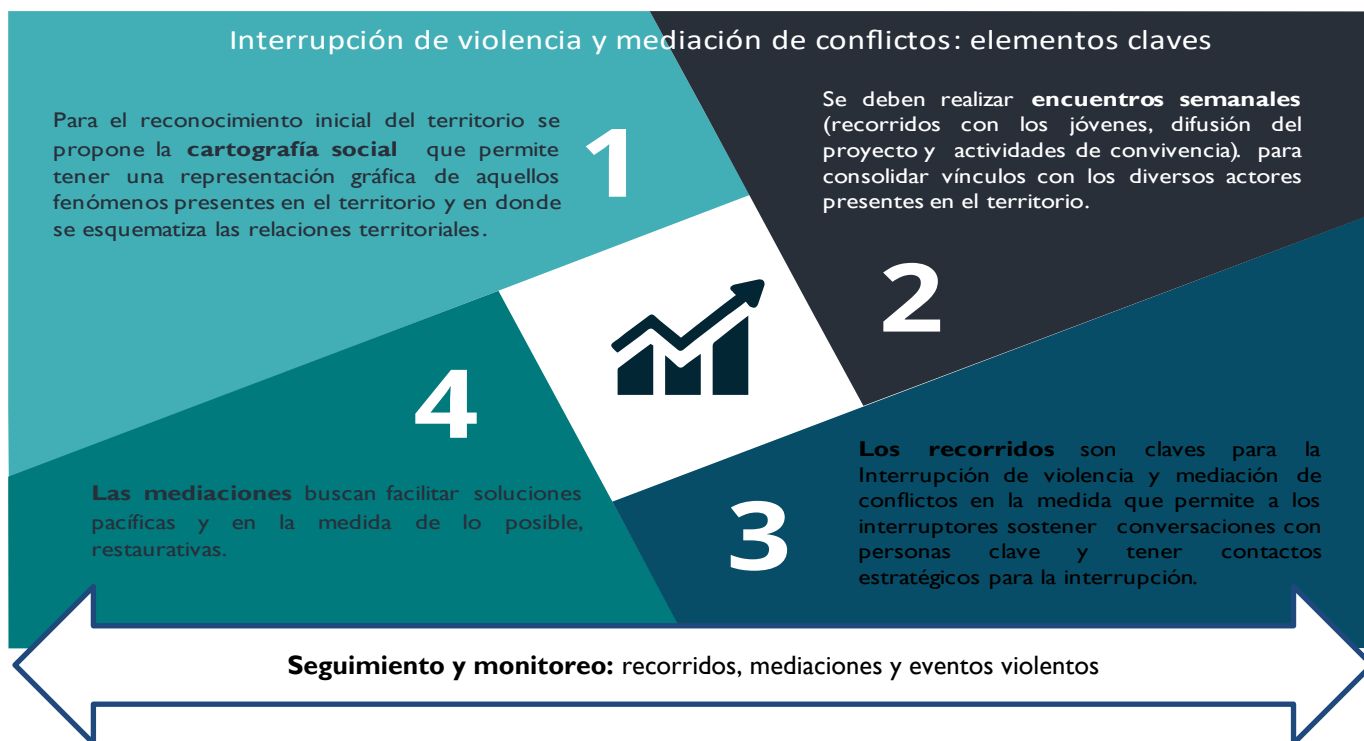 Interrupción de violencia y mediación de conflictos: elementos claves
Para el reconocimiento inicial del territorio se
propone la cartografía social que permite
tener una representación gráfica de aquellos
fenómenos presentes en el territorio y en donde
se esquematiza las relaciones territoriales.
1
Se deben realizar encuentros semanales
(recorridos con los jóvenes, difusión del
proyecto y actividades de convivencia). para
consolidar vínculos con los diversos actores
presentes en el territorio.
2
Los recorridos son claves para la
Interrupción de violencia y mediación de
conflictos en la medida que permite a los
interruptores sostener conversaciones con
personas clave y tener contactos
estratégicos para la interrupción.
3
4
Las mediaciones buscan facilitar soluciones
pacíficas y en la medida de lo posible,
restaurativas.
Seguimiento y monitoreo: recorridos, mediaciones y eventos violentos